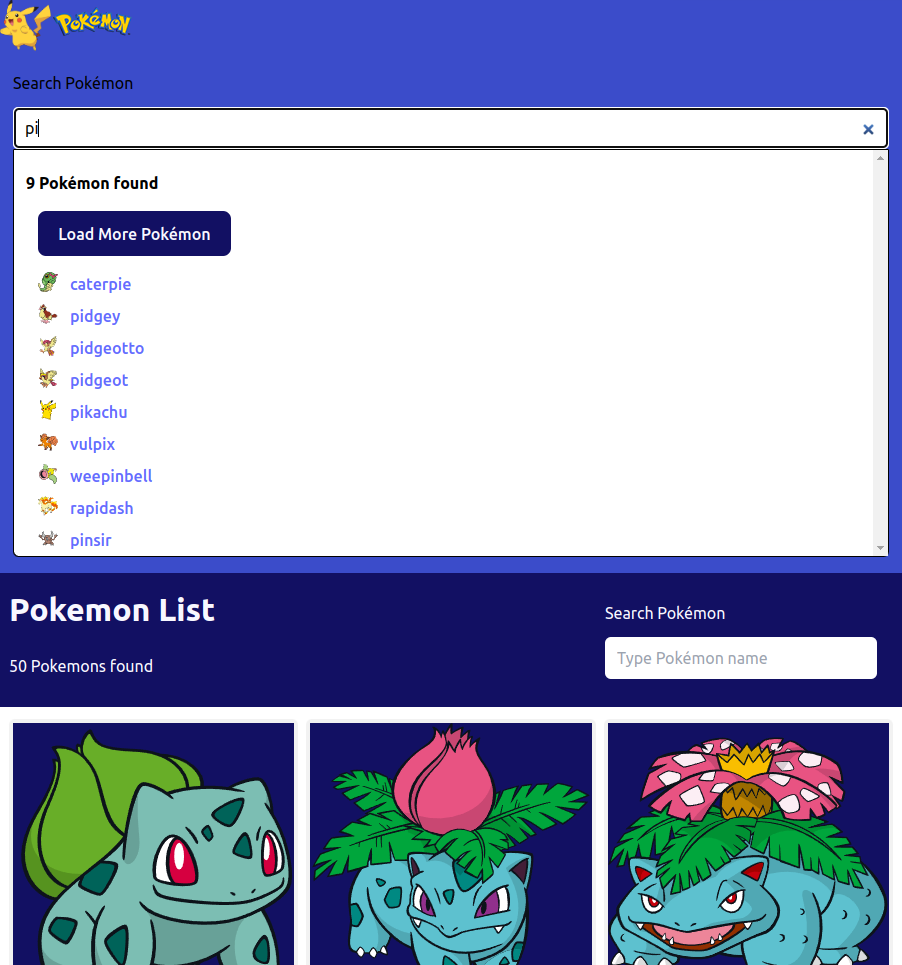 POKéMON
Search Pokémon
pi
9 Pokémon found
Load More Pokémon
caterpie
pidgey
pidgeotto
pidgeot
pikachu
vulpix
weepinbell
rapidash
pinsir
Pokemon List
50 Pokemons found
Search Pokémon
Type Pokémon name